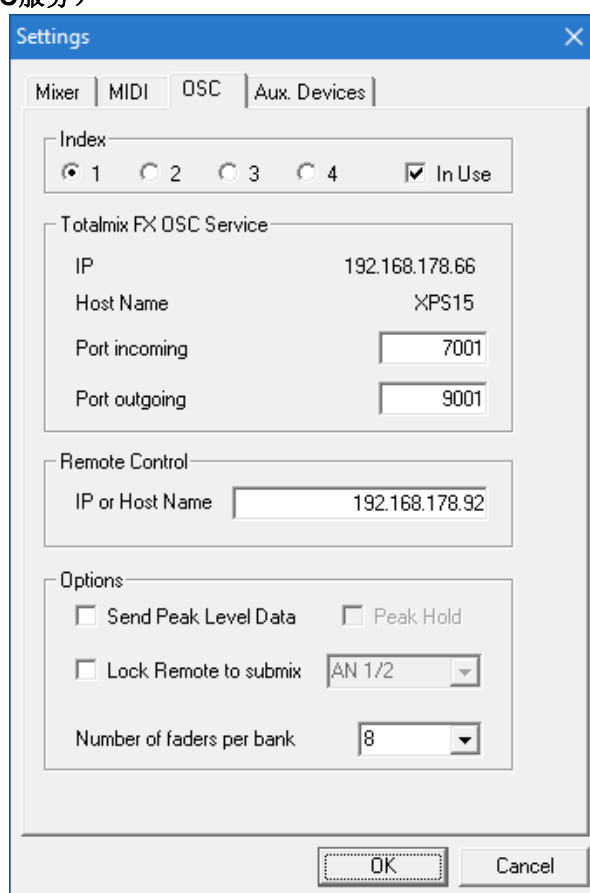 Settings
Mixer MIDI OSC Aux. Devices
Index
1 2 3 4 In Use
Totalmix FX OSC Service
IP 192.168.178.66
Host Name XPS15
Port incoming 7001
Port outgoing 9001
Remote Control
IP or Host Name 192.168.178.92
Options
Send Peak Level Data Peak Hold
Lock Remote to submix AN 1/2
Number of faders per bank 8
OK Cancel